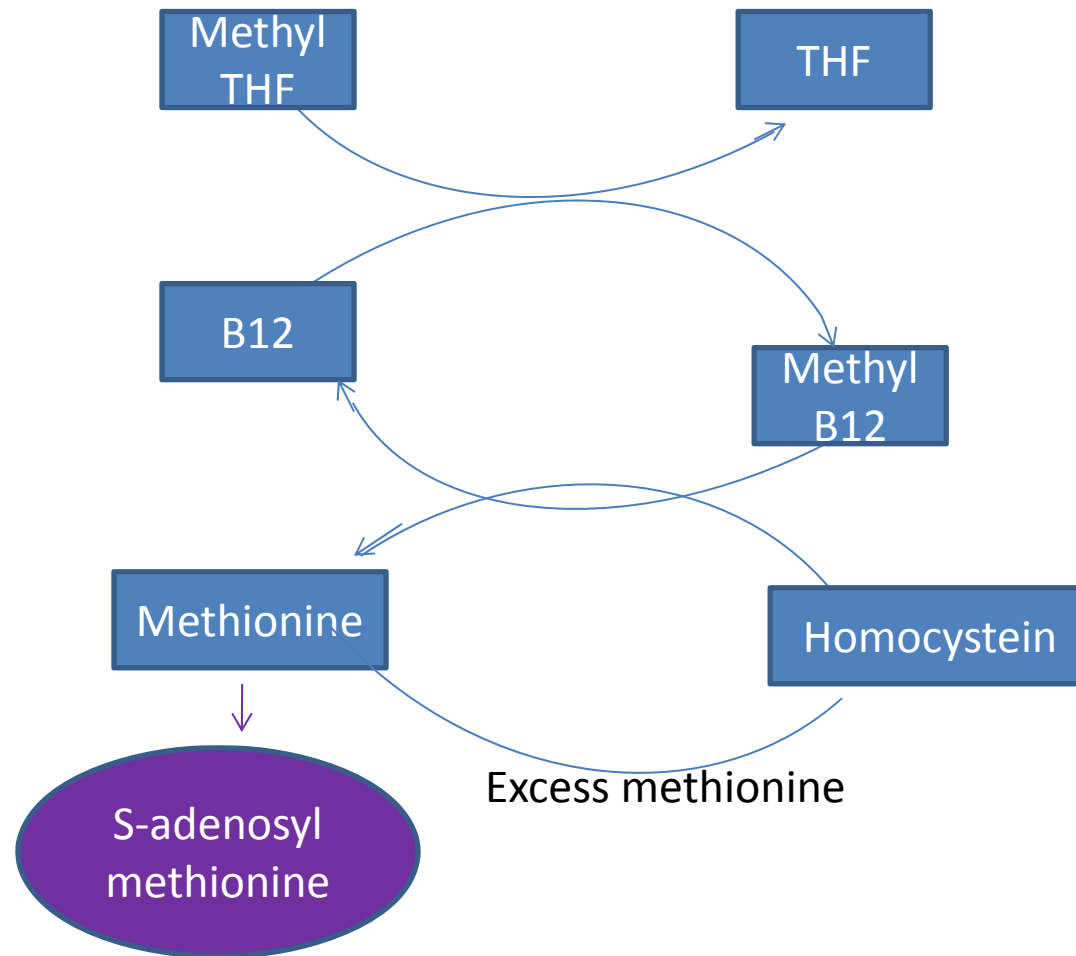 Methyl
THF
THF
B12
Methyl
B12
Methionine
Homocystein
Excess methionine
S-adenosyl
methionine